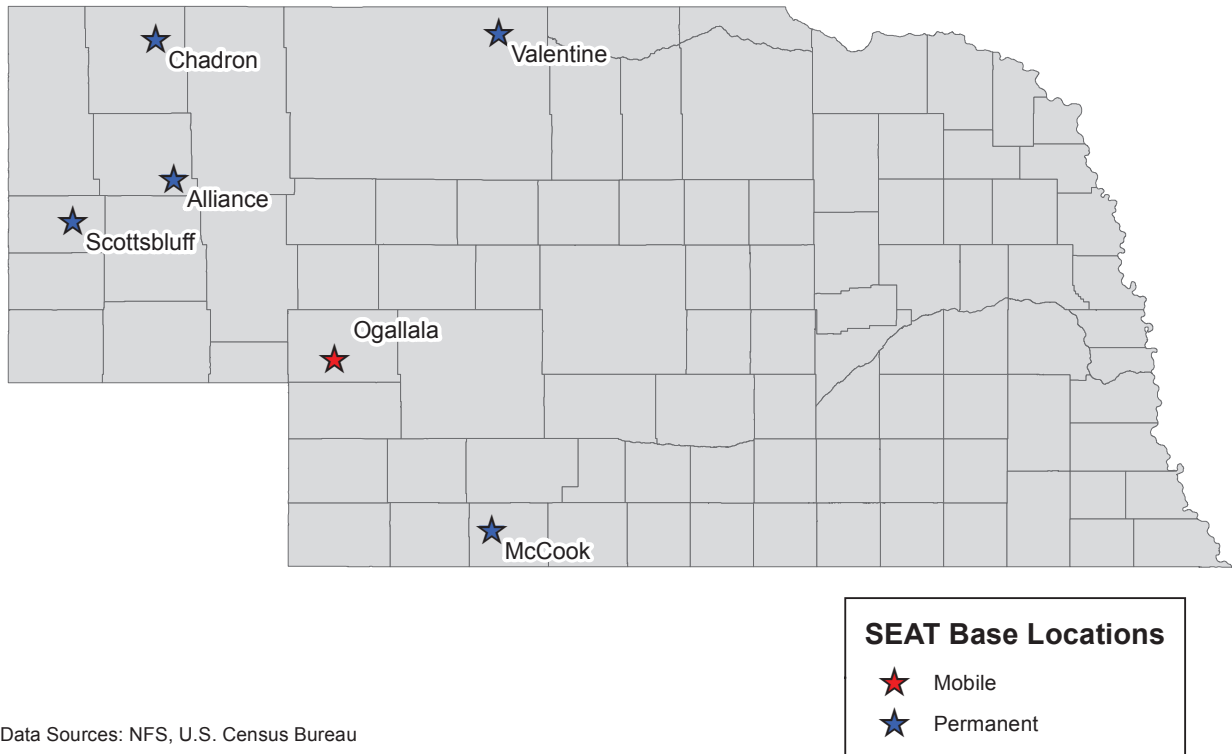 Chadron
Valentine
Alliance
Scottsbluff
Ogallala
McCook
SEAT Base Locations
Mobile
Permanent
Data Sources: NFS, U.S. Census Bureau